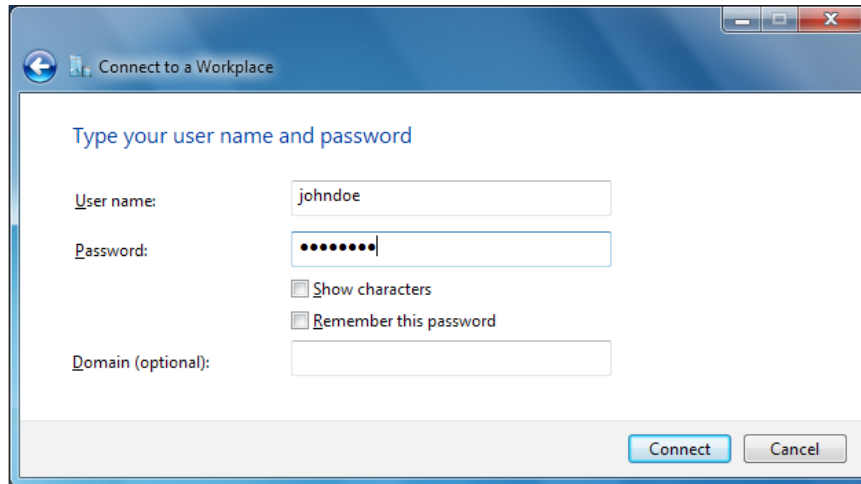 Connect to a Workplace
Type your user name and password
User name: johndoe
Password: ••••••••
Show characters
Remember this password
Domain (optional):
Connect Cancel